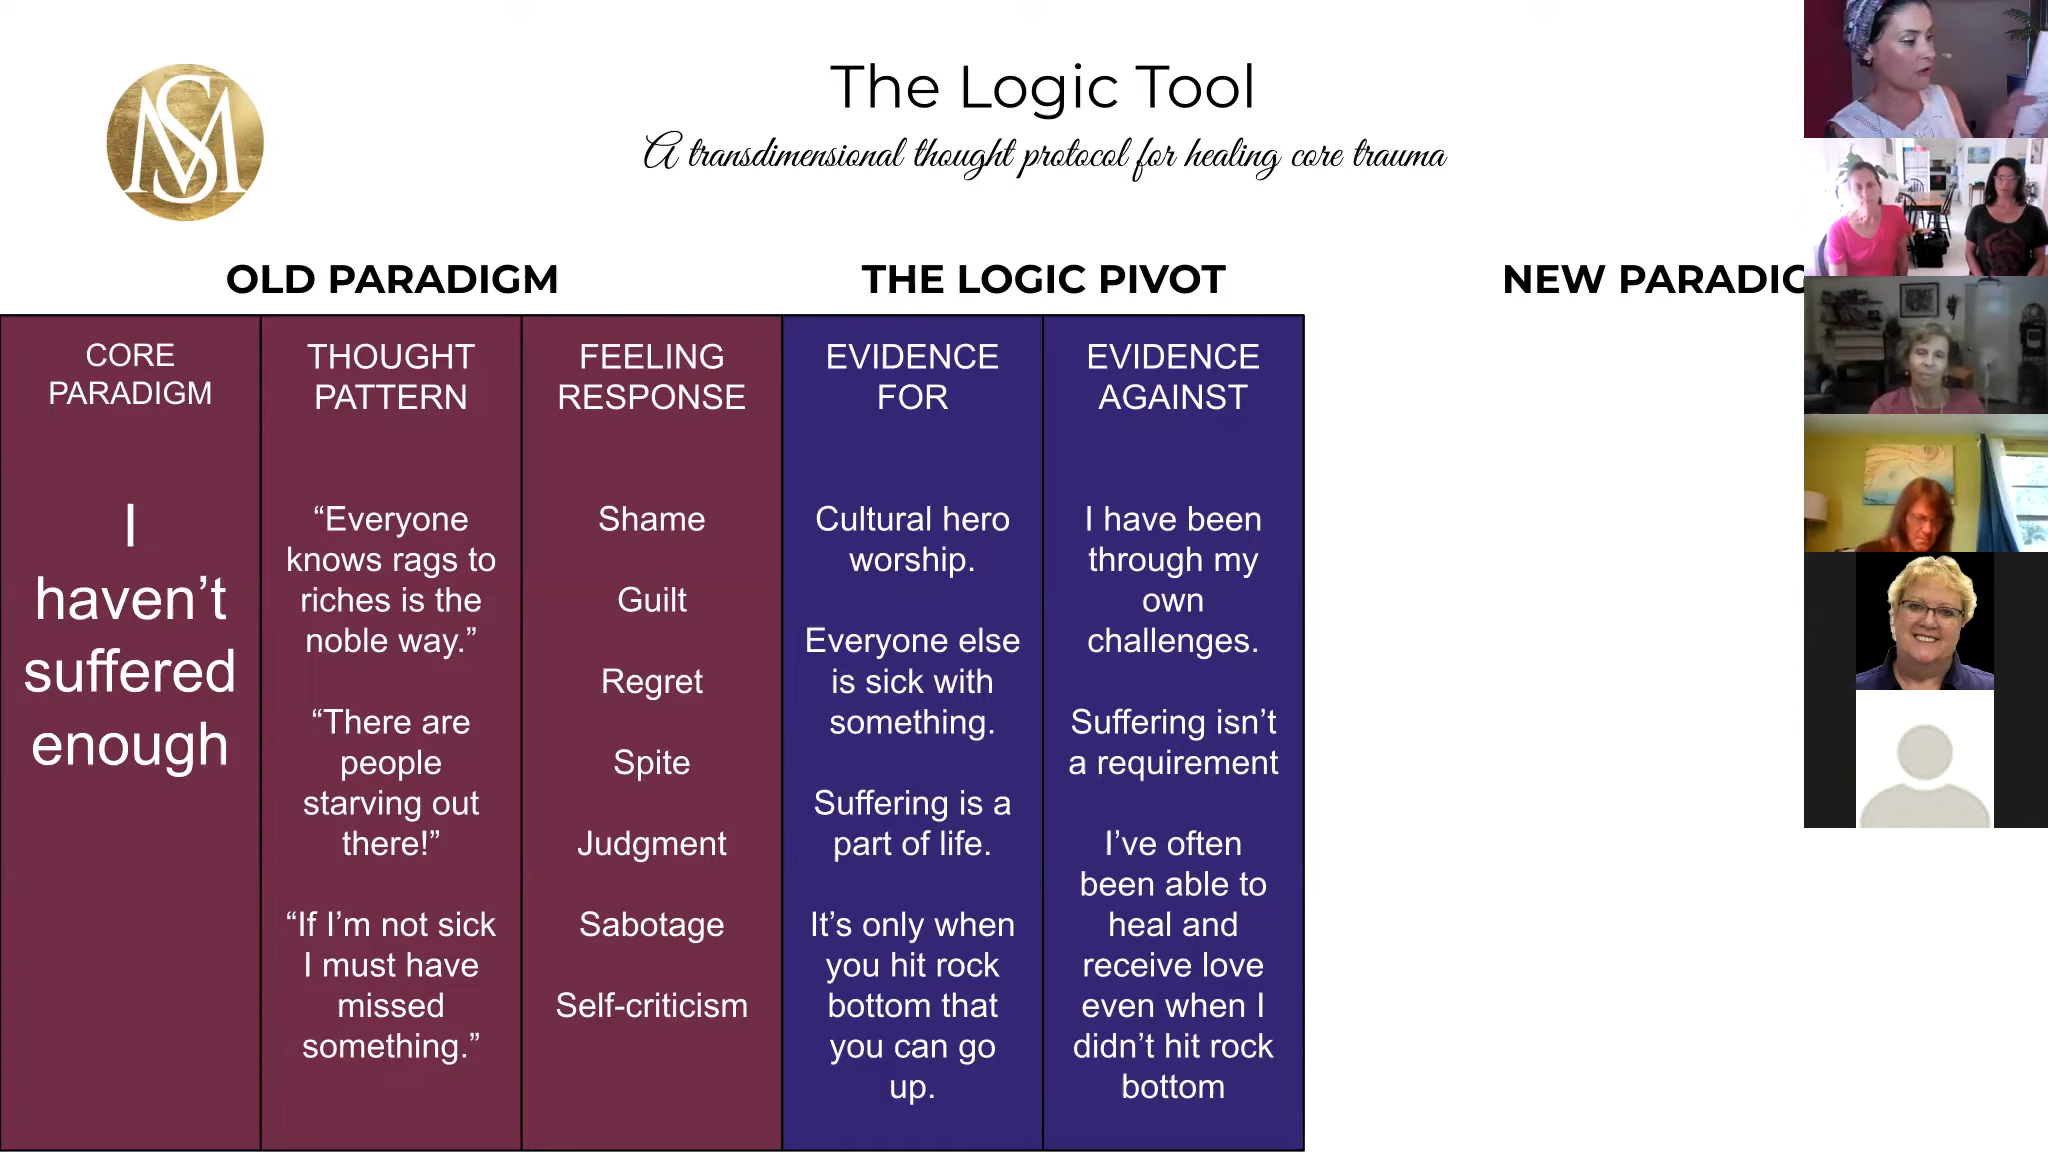 MSM
The Logic Tool
A transdimensional thought protocol for healing core trauma
OLD PARADIGM
THE LOGIC PIVOT
NEW PARADIG
CORE
PARADIGM
I
haven’t
suffered
enough
THOUGHT
PATTERN
“Everyone
knows rags to
riches is the
noble way.”
“There are
people
starving out
there!”
“If I’m not sick
I must have
missed
something.”
FEELING
RESPONSE
Shame
Guilt
Regret
Spite
Judgment
Sabotage
Self-criticism
EVIDENCE
FOR
Cultural hero
worship.
Everyone else
is sick with
something.
Suffering is a
part of life.
It’s only when
you hit rock
bottom that
you can go
up.
EVIDENCE
AGAINST
I have been
through my
own
challenges.
Suffering isn’t
a requirement
I’ve often
been able to
heal and
receive love
even when I
didn’t hit rock
bottom